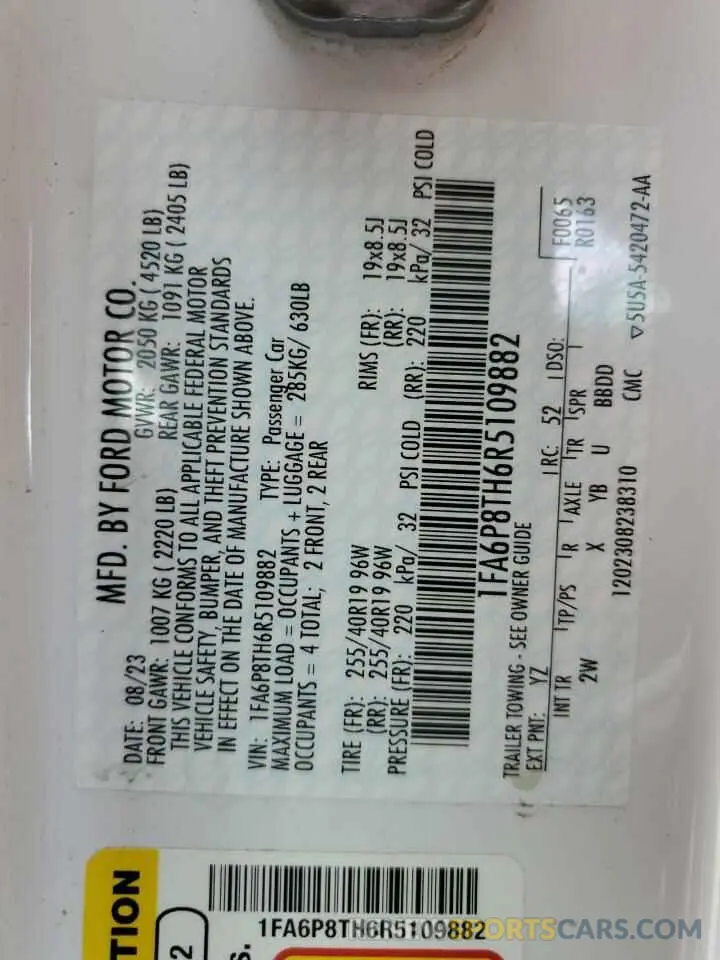 MFD. BY FORD MOTOR CO.
DATE: 08/23 GVWR: 2050 KG ( 4520 LB)
FRONT GAWR: 1007 KG ( 2220 LB) REAR GAWR: 1091 KG ( 2405 LB)
THIS VEHICLE CONFORMS TO ALL APPLICABLE FEDERAL MOTOR
VEHICLE SAFETY, BUMPER, AND THEFT PREVENTION STANDARDS
IN EFFECT ON THE DATE OF MANUFACTURE SHOWN ABOVE.
VIN: 1FA6P8TH6R5109882 TYPE: Passenger Car
MAXIMUM LOAD = OCCUPANTS + LUGGAGE = 285KG/ 630LB
OCCUPANTS = 4 TOTAL; 2 FRONT, 2 REAR
TIRE (FR): 255/40R19 96W RIMS (FR): 19x8.5J
(RR): 255/40R19 96W (RR): 19x8.5J
PRESSURE (FR): 220 kPa/ 32 PSI COLD (RR): 220 kPa/ 32 PSI COLD
1FA6P8TH6R5109882
TRAILER TOWING - SEE OWNER GUIDE
EXT PNT: YZ RC: 52 DSO: F0065
R0163
INT TR TP/PS R AXLE TR SPR
2W X YB U BBDD
1202308238310 CMC ▽5U5A-5420472-AA
TION
1FA6P8TH6R5109882
2
S.
SPORTSCARS.COM